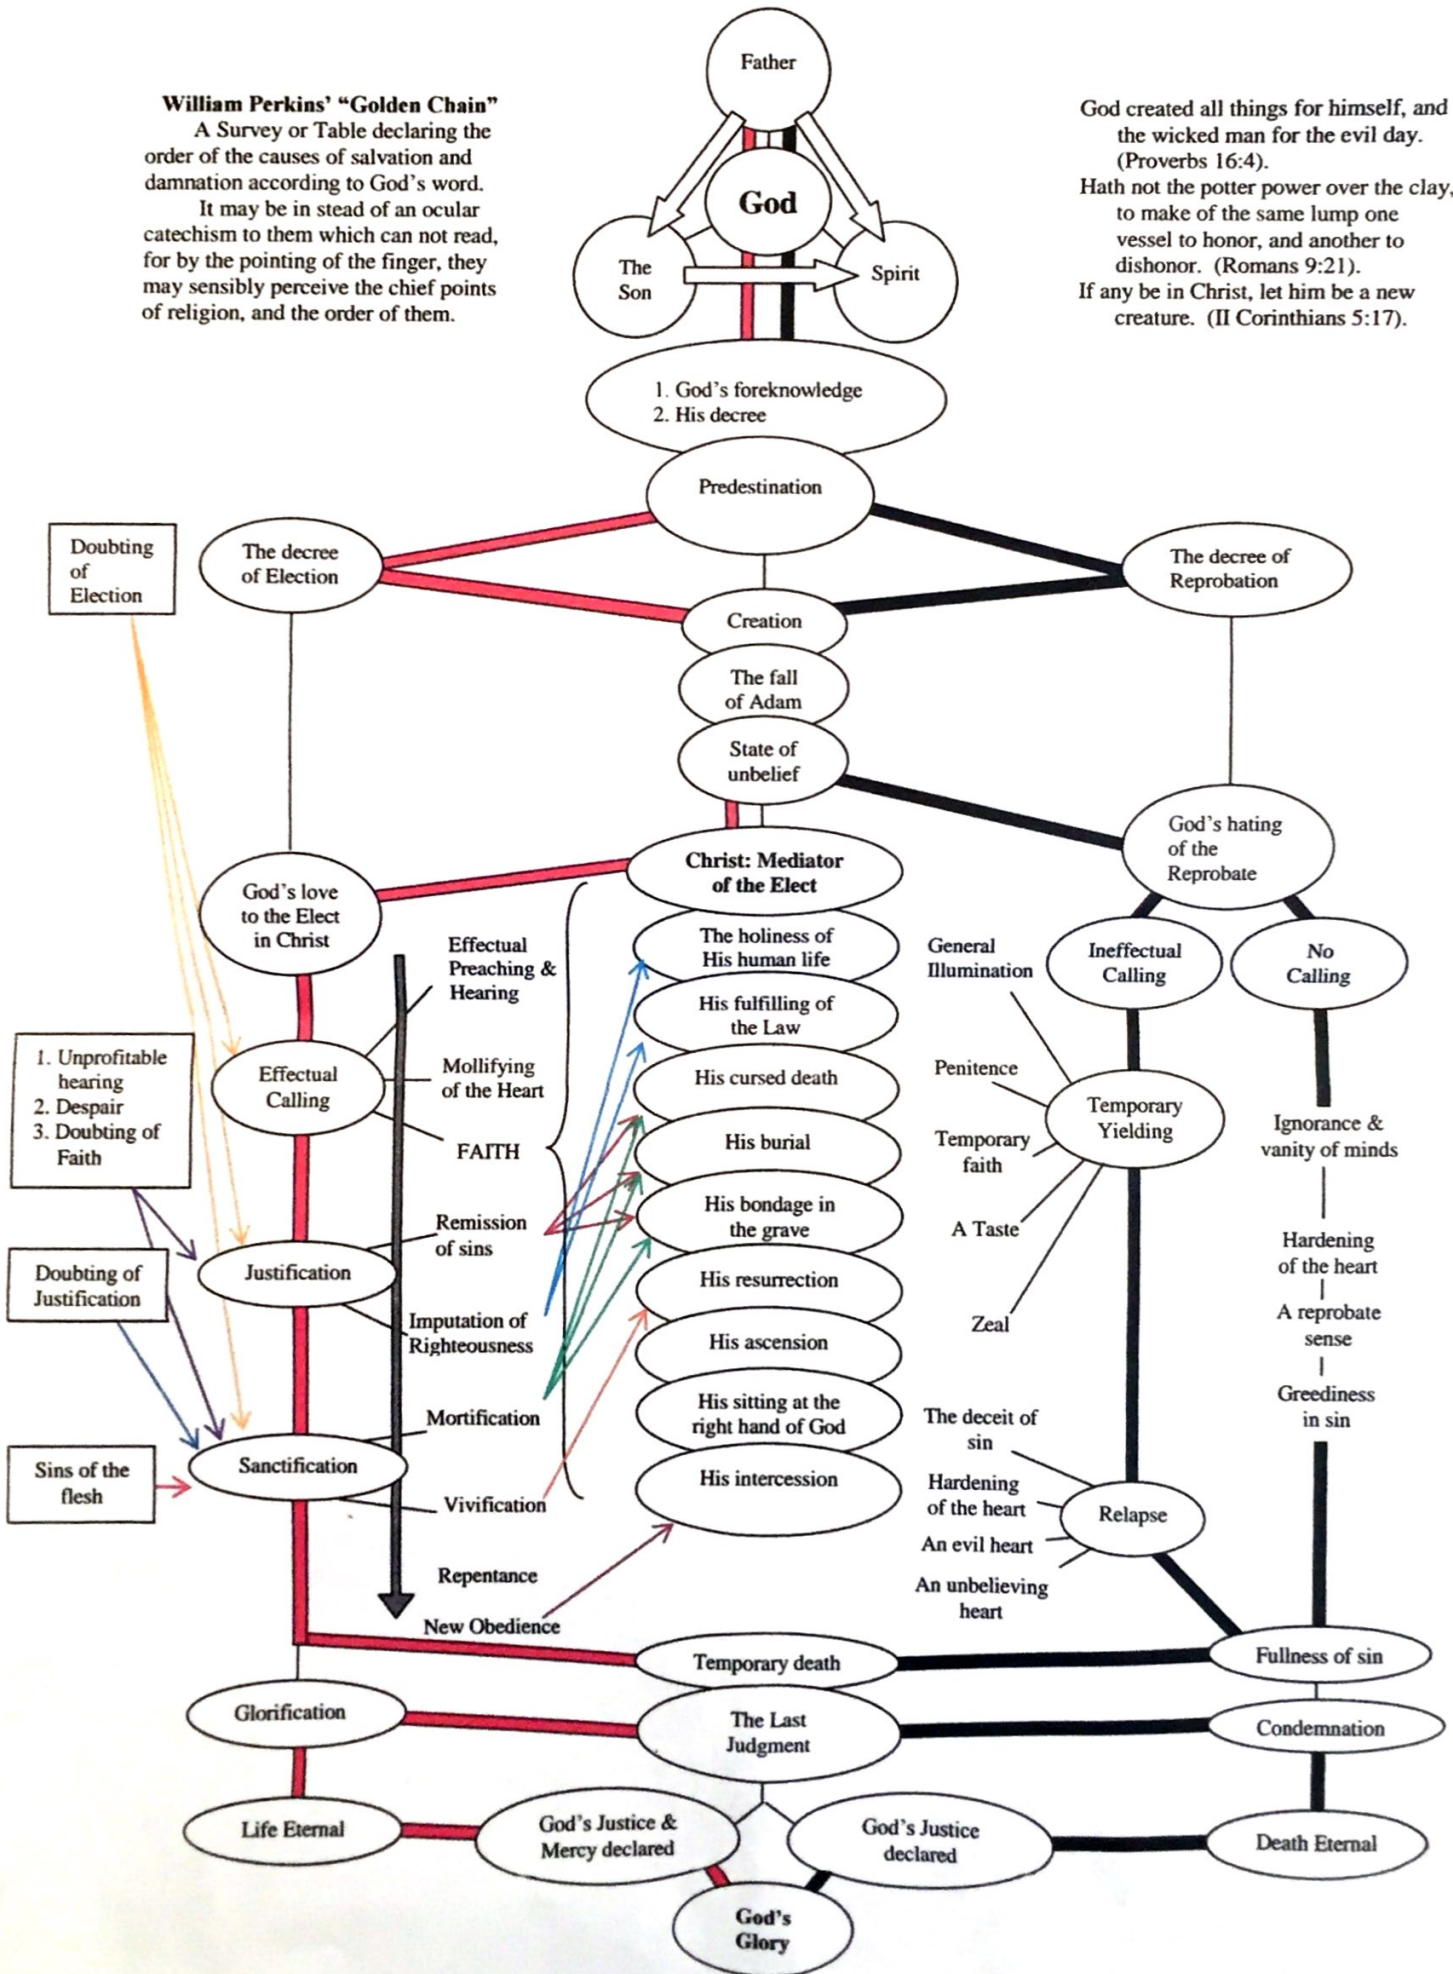 Father
William Perkins' “Golden Chain”
A Survey or Table declaring the
order of the causes of salvation and
damnation according to God's word.
It may be in stead of an ocular
catechism to them which can not read,
for by the pointing of the finger, they
may sensibly perceive the chief points
of religion, and the order of them.
God created all things for himself, and
the wicked man for the evil day.
(Proverbs 16:4).
Hath not the potter power over the clay,
to make of the same lump one
vessel to honor, and another to
dishonor. (Romans 9:21).
If any be in Christ, let him be a new
creature. (II Corinthians 5:17).
God
The
Son
Spirit
1. God's foreknowledge
2. His decree
Predestination
Doubting
of
Election
The decree
of Election
The decree of
Reprobation
Creation
The fall
of Adam
State of
unbelief
God's hating
of the
Reprobate
Christ: Mediator
of the Elect
God's love
to the Elect
in Christ
Effectual
Preaching &
Hearing
The holiness of
His human life
General
Illumination
Ineffectual
Calling
No
Calling
His fulfilling of
the Law
1. Unprofitable
hearing
2. Despair
3. Doubting of
Faith
Effectual
Calling
Mollifying
of the Heart
FAITH
His cursed death
Penitence
Temporary
Yielding
Ignorance &
vanity of minds
His burial
Temporary
faith
Remission
of sins
His bondage in
the grave
A Taste
Hardening
of the heart
Doubting of
Justification
Justification
His resurrection
Imputation of
Righteousness
His ascension
Zeal
A reprobate
sense
Greediness
in sin
Mortification
His sitting at the
right hand of God
The deceit of
sin
Sins of the
flesh
Sanctification
His intercession
Hardening
of the heart
Relapse
Vivification
An evil heart
Repentance
An unbelieving
heart
New Obedience
Temporary death
Fullness of sin
Glorification
The Last
Judgment
Condemnation
Life Eternal
God's Justice &
Mercy declared
God's Justice
declared
Death Eternal
God's
Glory